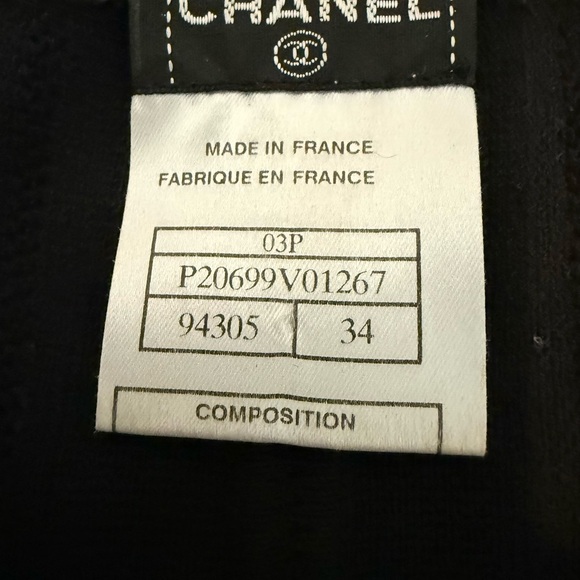 CHANEL
MADE IN FRANCE
FABRIQUE EN FRANCE
03P
P20699V01267
94305 34
COMPOSITION